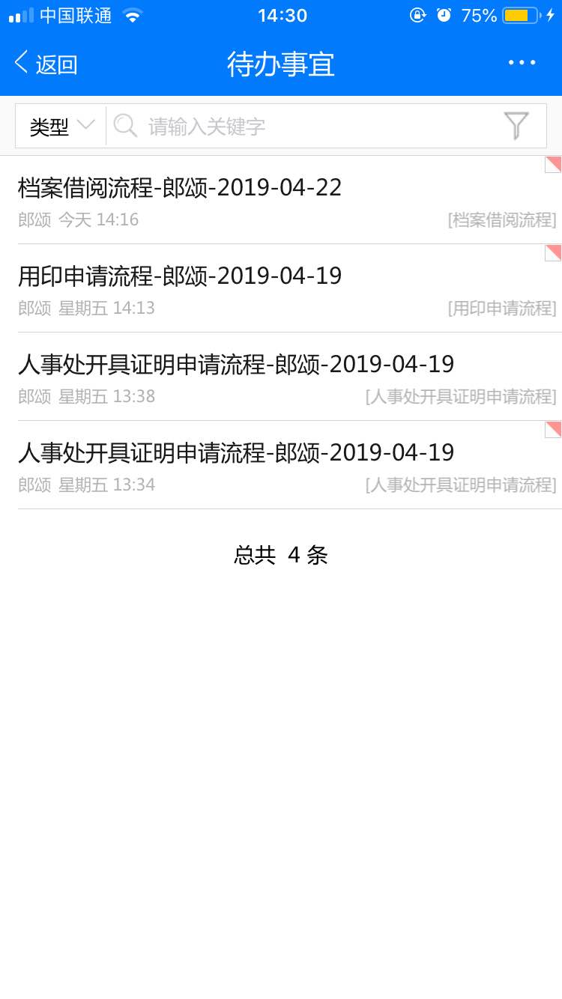 中国联通 14:30 75%
返回 待办事宜
类型 请输入关键字
档案借阅流程-郎颂-2019-04-22
郎颂 今天 14:16 [档案借阅流程]
用印申请流程-郎颂-2019-04-19
郎颂 星期五 14:13 [用印申请流程]
人事处开具证明申请流程-郎颂-2019-04-19
郎颂 星期五 13:38 [人事处开具证明申请流程]
人事处开具证明申请流程-郎颂-2019-04-19
郎颂 星期五 13:34 [人事处开具证明申请流程]
总共 4 条